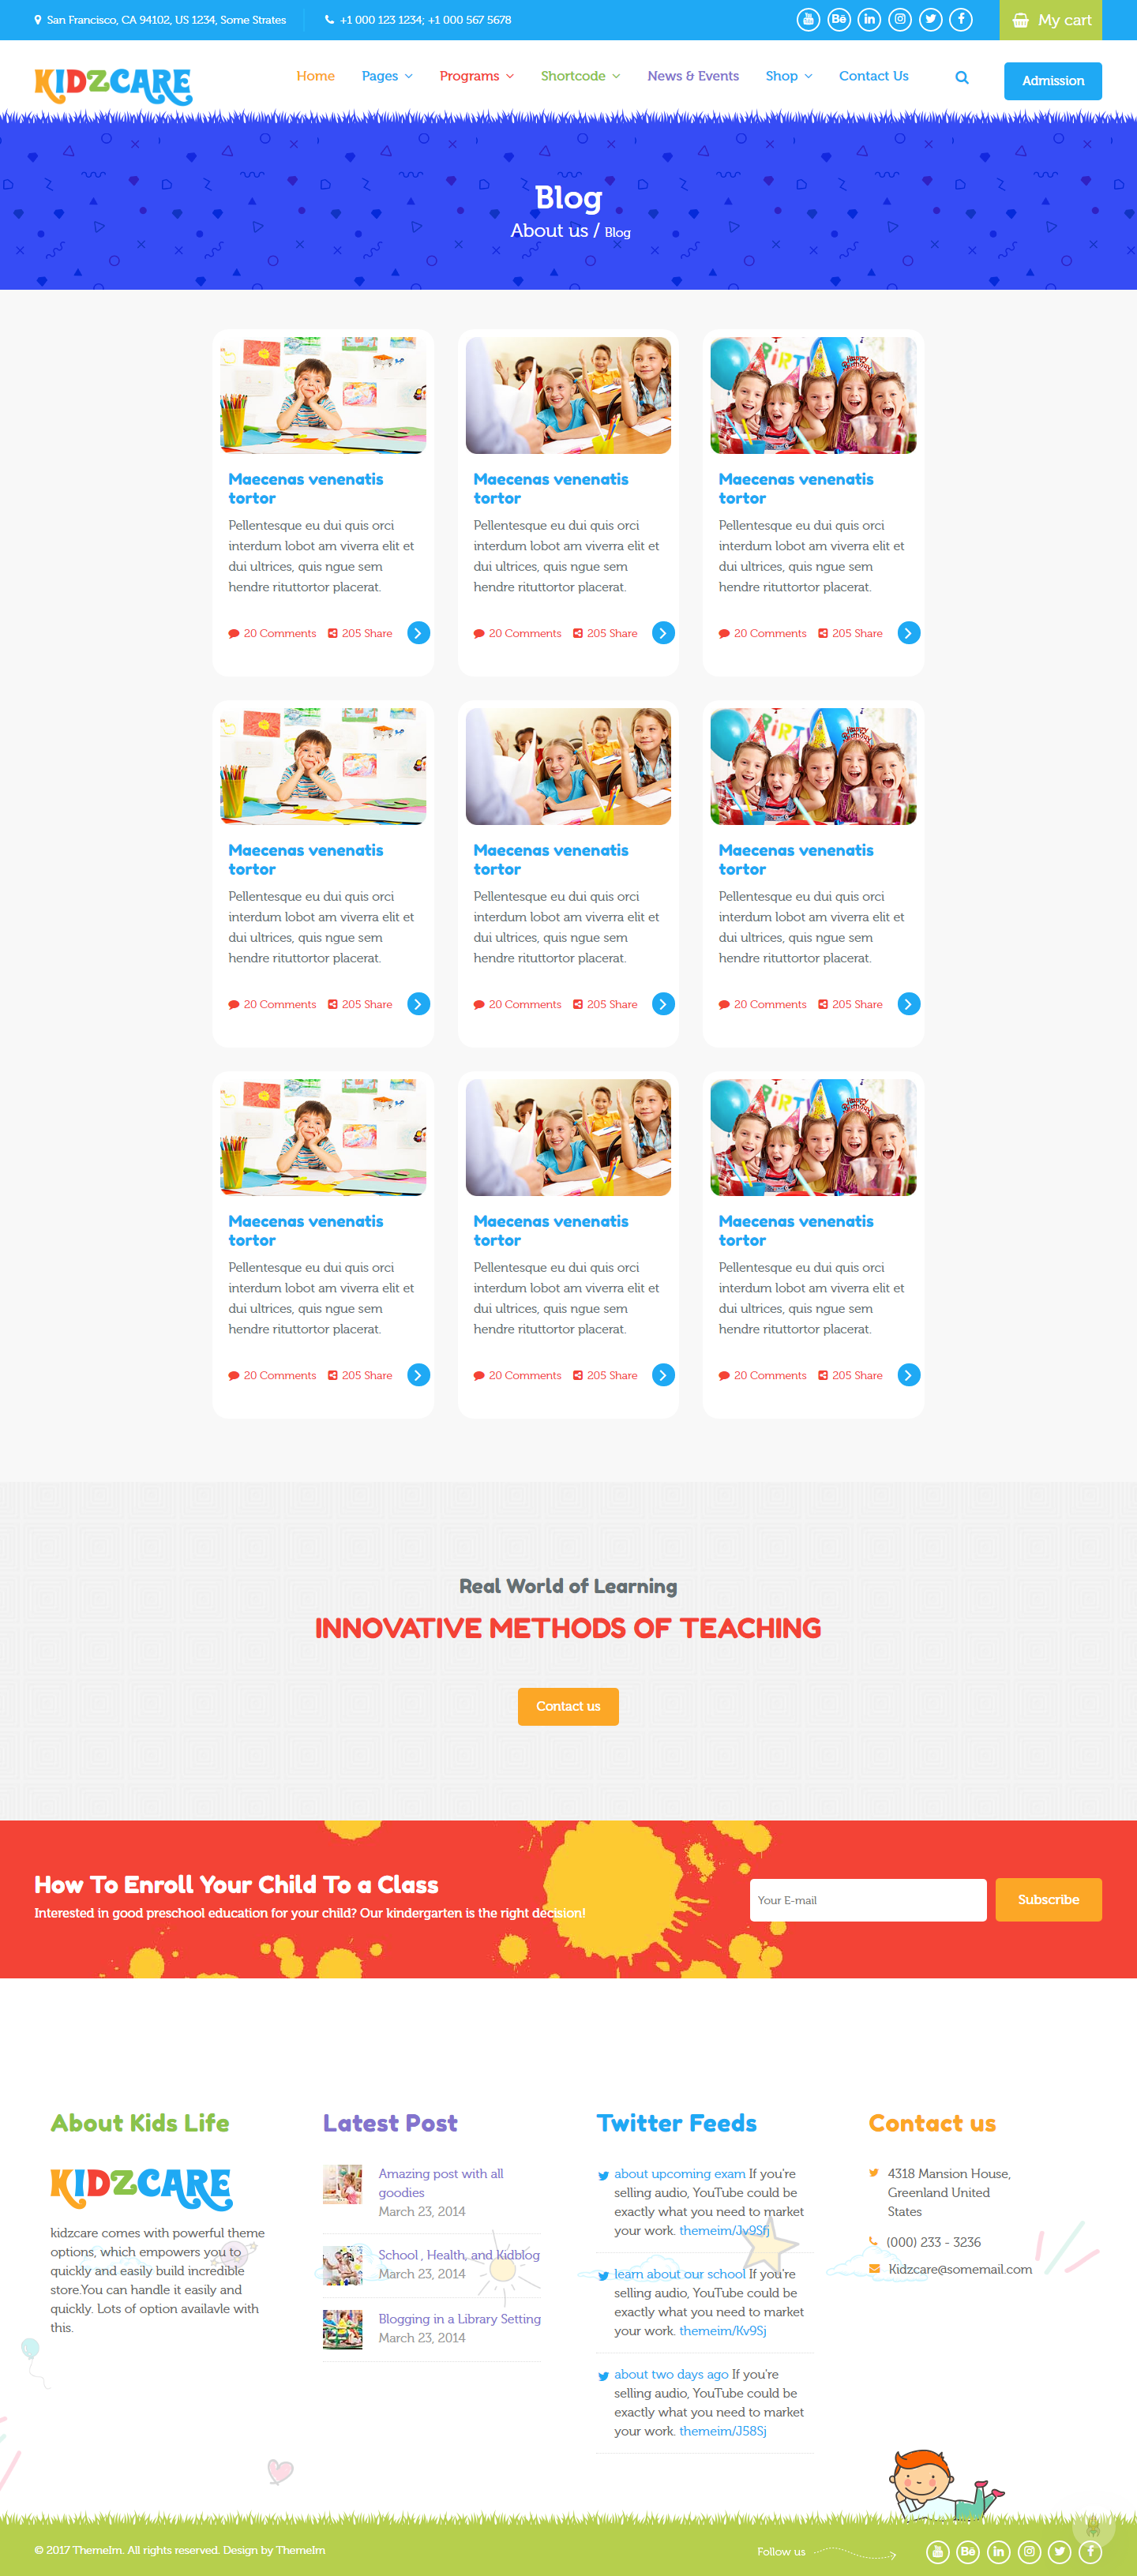 San Francisco, CA 94102, US 1234, Some Strates
+1 000 123 1234; +1 000 567 5678
Bē
My cart
KIDZCARE
Home
Pages
Programs
Shortcode
News & Events
Shop
Contact Us
Admission
Blog
About us / Blog
Maecenas venenatis
tortor
Pellentesque eu dui quis orci
interdum lobot am viverra elit et
dui ultrices, quis ngue sem
hendre rituttortor placerat.
20 Comments
205 Share
Maecenas venenatis
tortor
Pellentesque eu dui quis orci
interdum lobot am viverra elit et
dui ultrices, quis ngue sem
hendre rituttortor placerat.
20 Comments
205 Share
Maecenas venenatis
tortor
Pellentesque eu dui quis orci
interdum lobot am viverra elit et
dui ultrices, quis ngue sem
hendre rituttortor placerat.
20 Comments
205 Share
Maecenas venenatis
tortor
Pellentesque eu dui quis orci
interdum lobot am viverra elit et
dui ultrices, quis ngue sem
hendre rituttortor placerat.
20 Comments
205 Share
Maecenas venenatis
tortor
Pellentesque eu dui quis orci
interdum lobot am viverra elit et
dui ultrices, quis ngue sem
hendre rituttortor placerat.
20 Comments
205 Share
Maecenas venenatis
tortor
Pellentesque eu dui quis orci
interdum lobot am viverra elit et
dui ultrices, quis ngue sem
hendre rituttortor placerat.
20 Comments
205 Share
Maecenas venenatis
tortor
Pellentesque eu dui quis orci
interdum lobot am viverra elit et
dui ultrices, quis ngue sem
hendre rituttortor placerat.
20 Comments
205 Share
Maecenas venenatis
tortor
Pellentesque eu dui quis orci
interdum lobot am viverra elit et
dui ultrices, quis ngue sem
hendre rituttortor placerat.
20 Comments
205 Share
Maecenas venenatis
tortor
Pellentesque eu dui quis orci
interdum lobot am viverra elit et
dui ultrices, quis ngue sem
hendre rituttortor placerat.
20 Comments
205 Share
Real World of Learning
INNOVATIVE METHODS OF TEACHING
Contact us
How To Enroll Your Child To a Class
Interested in good preschool education for your child? Our kindergarten is the right decision!
Your E-mail
Subscribe
About Kids Life
KIDZCARE
kidzcare comes with powerful theme
options, which empowers you to
quickly and easily build incredible
store.You can handle it easily and
quickly. Lots of option availavle with
this.
Latest Post
Amazing post with all
goodies
March 23, 2014
School , Health, and Kidblog
March 23, 2014
Blogging in a Library Setting
March 23, 2014
Twitter Feeds
about upcoming exam If you're
selling audio, YouTube could be
exactly what you need to market
your work. themeim/Jv9Sfj
learn about our school If you're
selling audio, YouTube could be
exactly what you need to market
your work. themeim/Kv9Sj
about two days ago If you're
selling audio, YouTube could be
exactly what you need to market
your work. themeim/J58Sj
Contact us
4318 Mansion House,
Greenland United
States
(000) 233 - 3236
Kidzcare@somemail.com
© 2017 ThemeIm. All rights reserved. Design by ThemeIm
Follow us
Bē